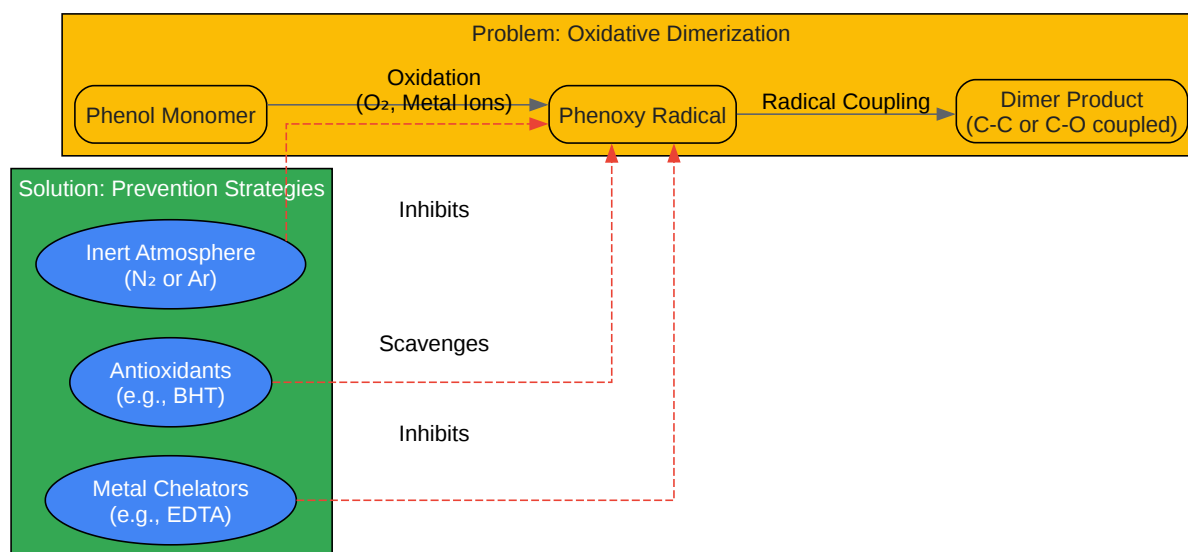 Problem: Oxidative Dimerization
Oxidation
(O₂, Metal Ions)
Phenol Monomer
Phenoxy Radical
Radical Coupling
Dimer Product
(C-C or C-O coupled)
Solution: Prevention Strategies
Inert Atmosphere
(N₂ or Ar)
Inhibits
Antioxidants
(e.g., BHT)
Scavenges
Metal Chelators
(e.g., EDTA)
Inhibits